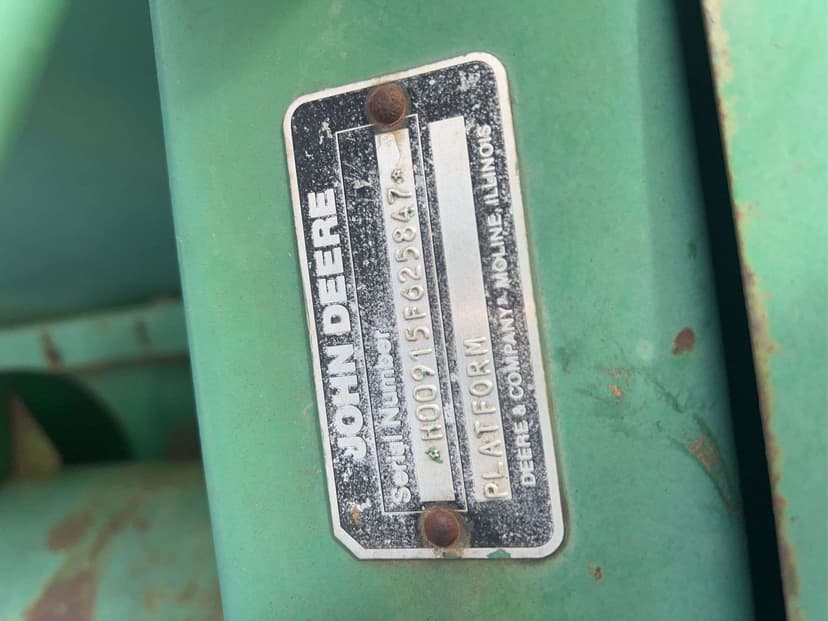 JOHN DEERE
Serial Number
*H00915F625847*
PLATFORM
DEERE & COMPANY MOLINE, ILLINOIS